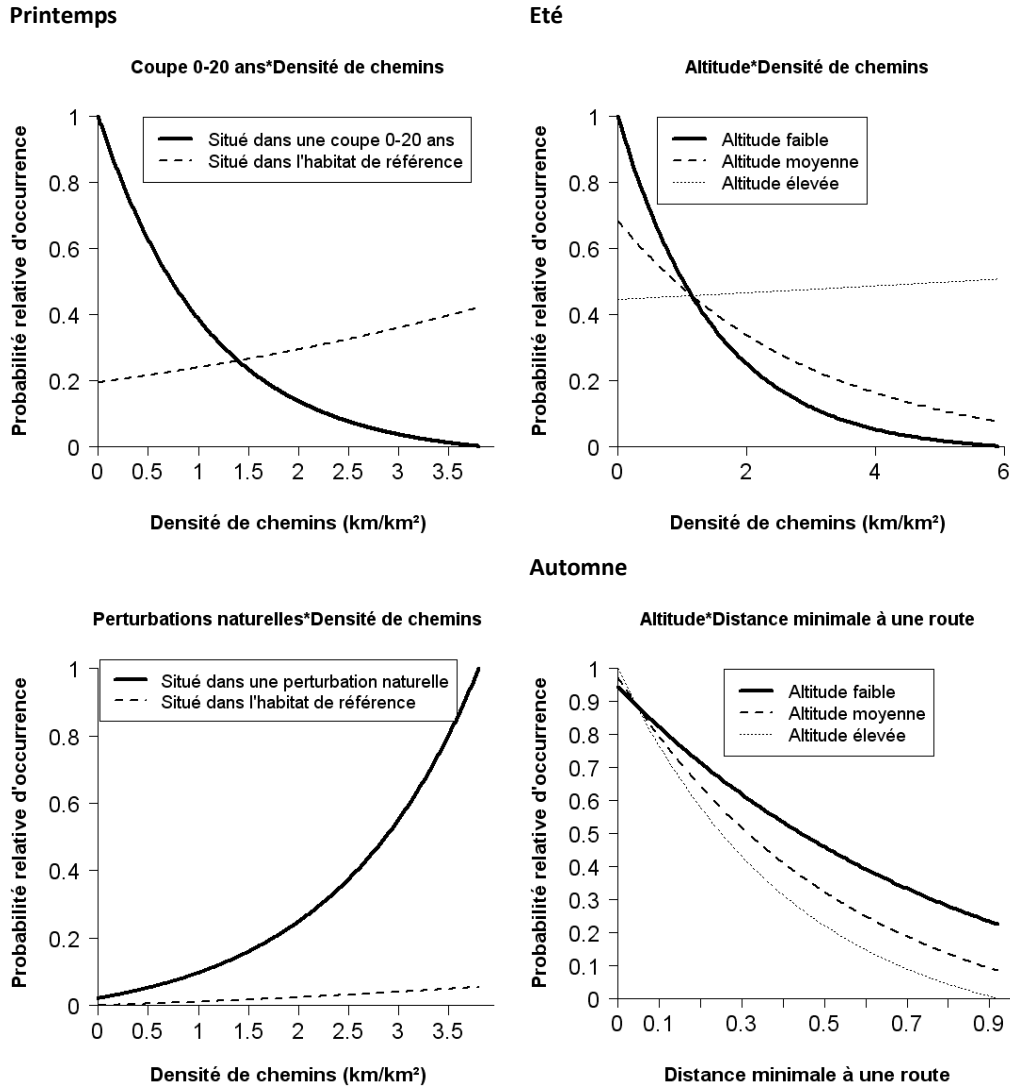 Printemps
Coupe 0-20 ans*Densité de chemins
Probabilité relative d'occurrence
1
0.8
0.6
0.4
0.2
0
Situé dans une coupe 0-20 ans
Situé dans l'habitat de référence
0 0.5 1 1.5 2 2.5 3 3.5
Densité de chemins (km/km²)
Eté
Altitude*Densité de chemins
Probabilité relative d'occurrence
1
0.8
0.6
0.4
0.2
0
Altitude faible
Altitude moyenne
Altitude élevée
0 2 4 6
Densité de chemins (km/km²)
Perturbations naturelles*Densité de chemins
Probabilité relative d'occurrence
1
0.8
0.6
0.4
0.2
0
Situé dans une perturbation naturelle
Situé dans l'habitat de référence
0 0.5 1 1.5 2 2.5 3 3.5
Densité de chemins (km/km²)
Automne
Altitude*Distance minimale à une route
Probabilité relative d'occurrence
1
0.9
0.8
0.7
0.6
0.5
0.4
0.3
0.2
0.1
0
Altitude faible
Altitude moyenne
Altitude élevée
0 0.1 0.3 0.5 0.7 0.9
Distance minimale à une route